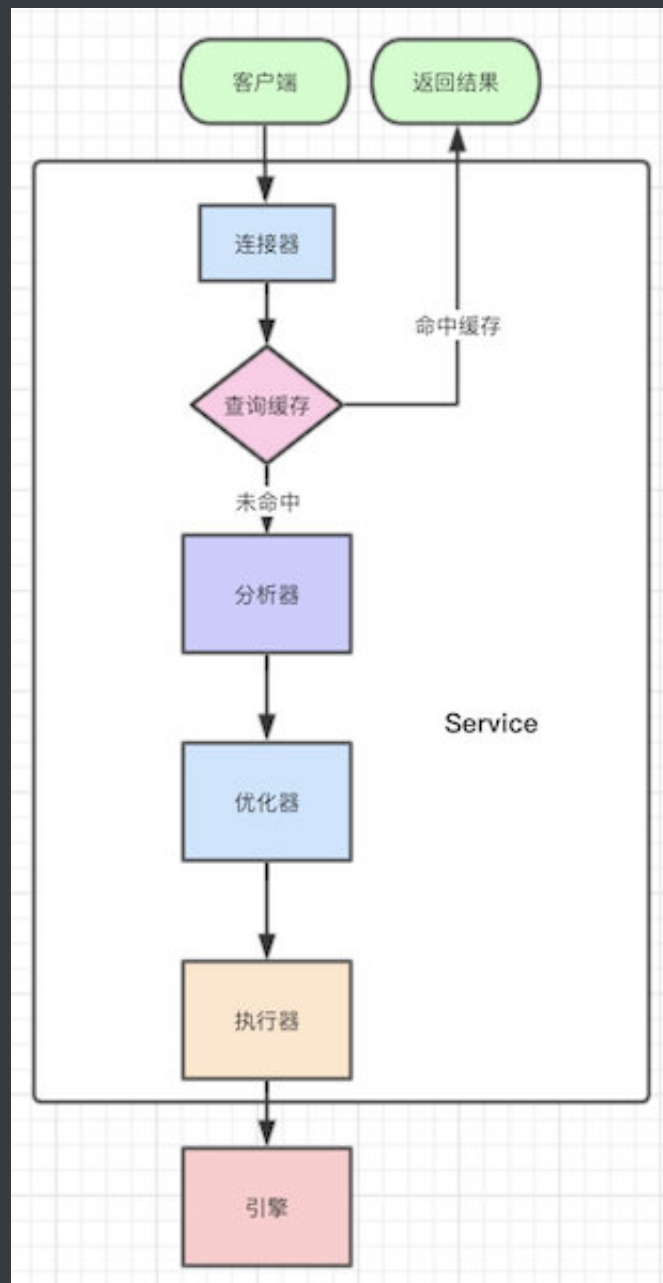 客户端
返回结果
连接器
命中缓存
查询缓存
未命中
分析器
Service
优化器
执行器
引擎